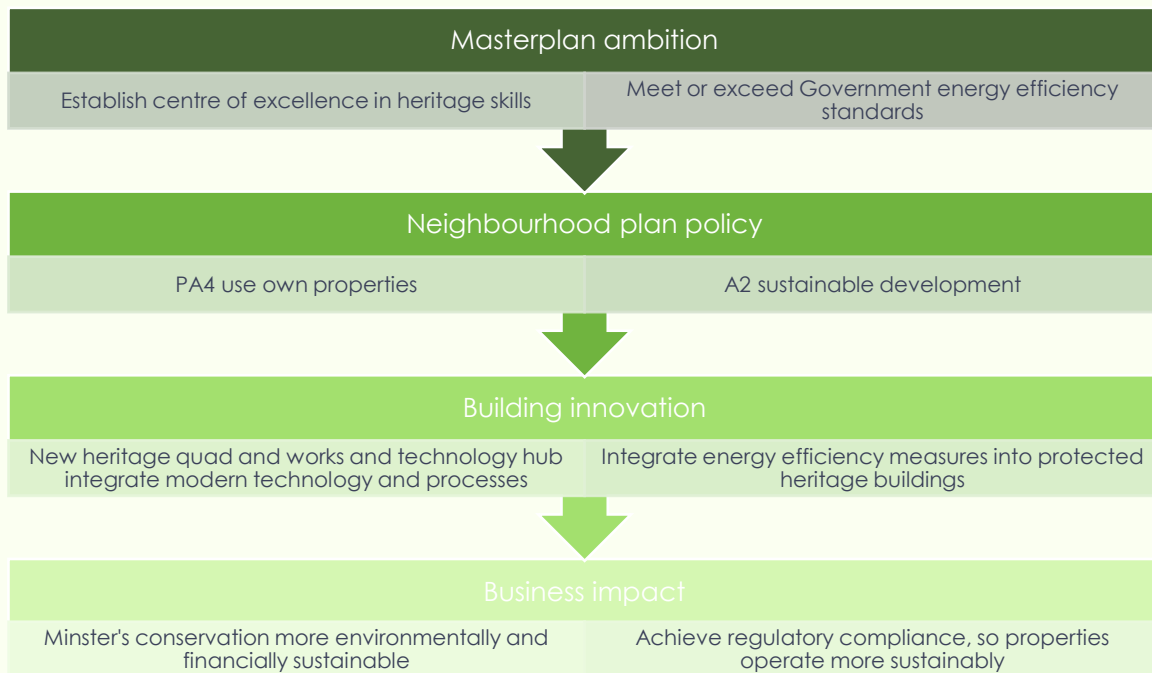 Masterplan ambition
Establish centre of excellence in heritage skills
Meet or exceed Government energy efficiency
standards
Neighbourhood plan policy
PA4 use own properties
A2 sustainable development
Building innovation
New heritage quad and works and technology hub
integrate modern technology and processes
Integrate energy efficiency measures into protected
heritage buildings
Business impact
Minster's conservation more environmentally and
financially sustainable
Achieve regulatory compliance, so properties
operate more sustainably